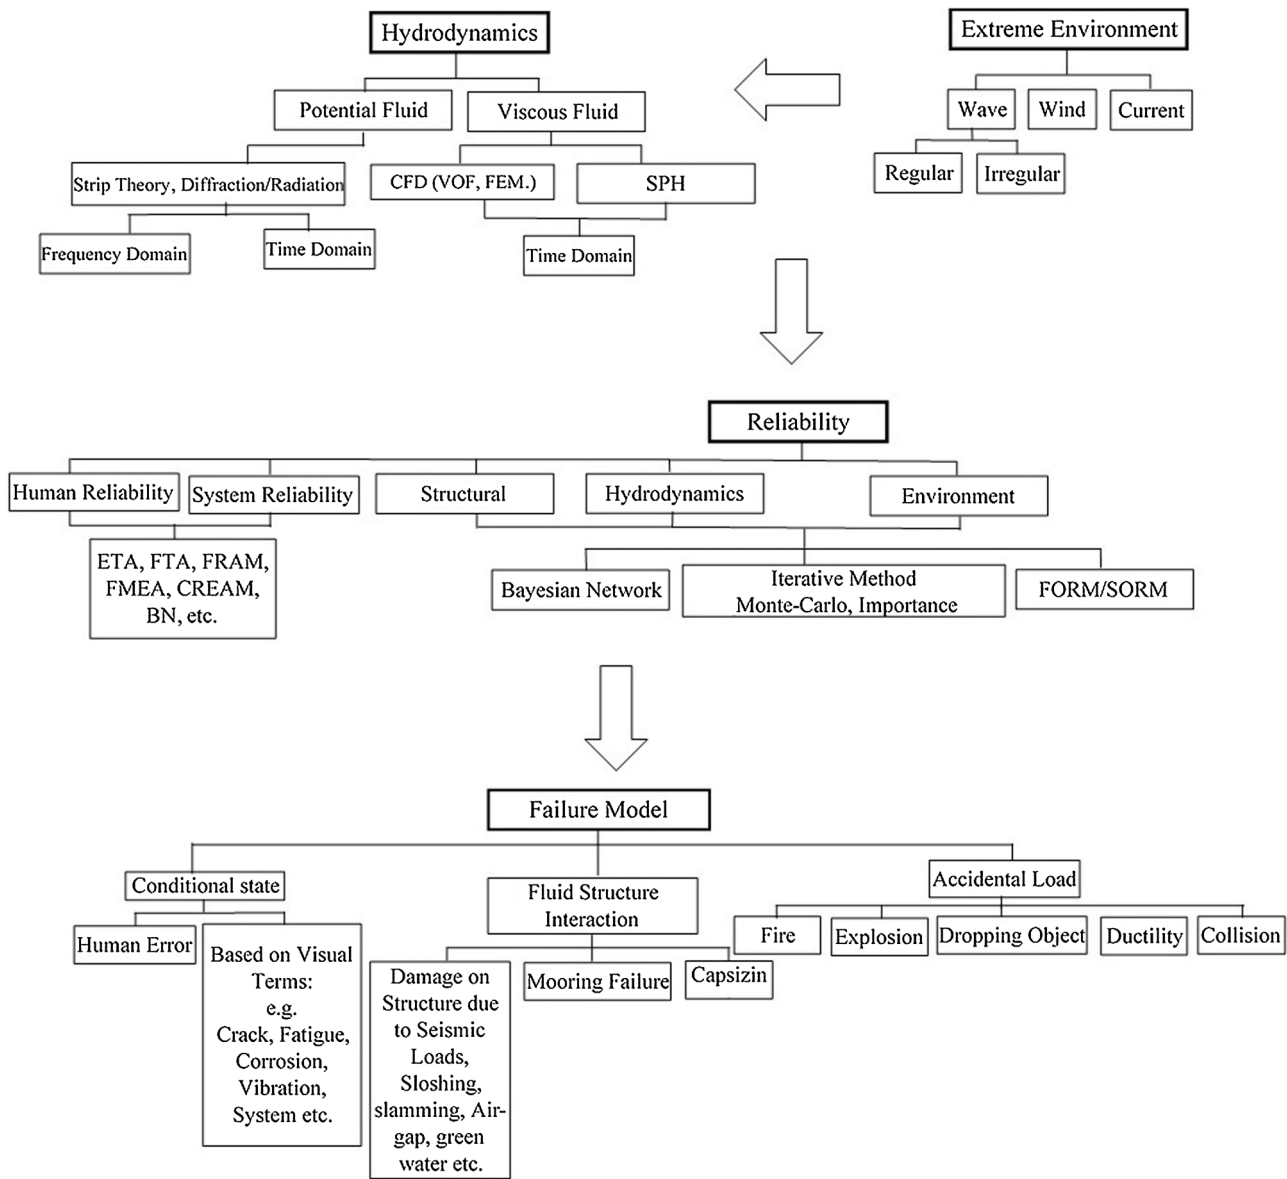 Hydrodynamics
Extreme Environment
Potential Fluid
Viscous Fluid
Wave
Wind
Current
Strip Theory, Diffraction/Radiation
CFD (VOF, FEM.)
SPH
Regular
Irregular
Frequency Domain
Time Domain
Time Domain
Reliability
Human Reliability
System Reliability
Structural
Hydrodynamics
Environment
ETA, FTA, FRAM,
FMEA, CREAM,
BN, etc.
Bayesian Network
Iterative Method
Monte-Carlo, Importance
FORM/SORM
Failure Model
Conditional state
Fluid Structure
Interaction
Accidental Load
Human Error
Based on Visual
Terms:
e.g.
Crack, Fatigue,
Corrosion,
Vibration,
System etc.
Damage on
Structure due
to Seismic
Loads,
Sloshing,
slamming, Air-
gap, green
water etc.
Mooring Failure
Capsizin
Fire
Explosion
Dropping Object
Ductility
Collision